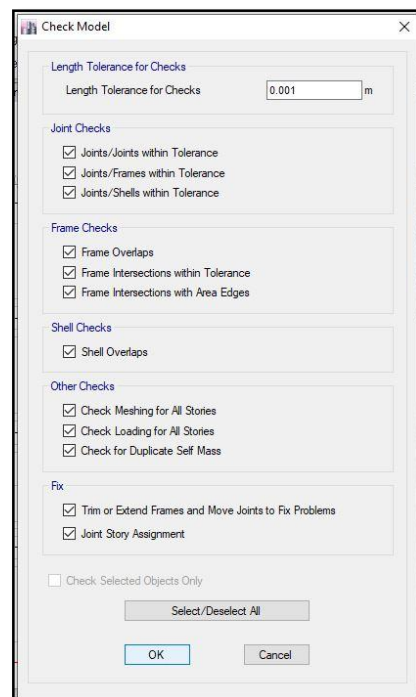 Check Model
Length Tolerance for Checks
Length Tolerance for Checks 0.001 m
Joint Checks
Joints/Joints within Tolerance
Joints/Frames within Tolerance
Joints/Shells within Tolerance
Frame Checks
Frame Overlaps
Frame Intersections within Tolerance
Frame Intersections with Area Edges
Shell Checks
Shell Overlaps
Other Checks
Check Meshing for All Stories
Check Loading for All Stories
Check for Duplicate Self Mass
Fix
Trim or Extend Frames and Move Joints to Fix Problems
Joint Story Assignment
Check Selected Objects Only
Select/Deselect All
OK Cancel